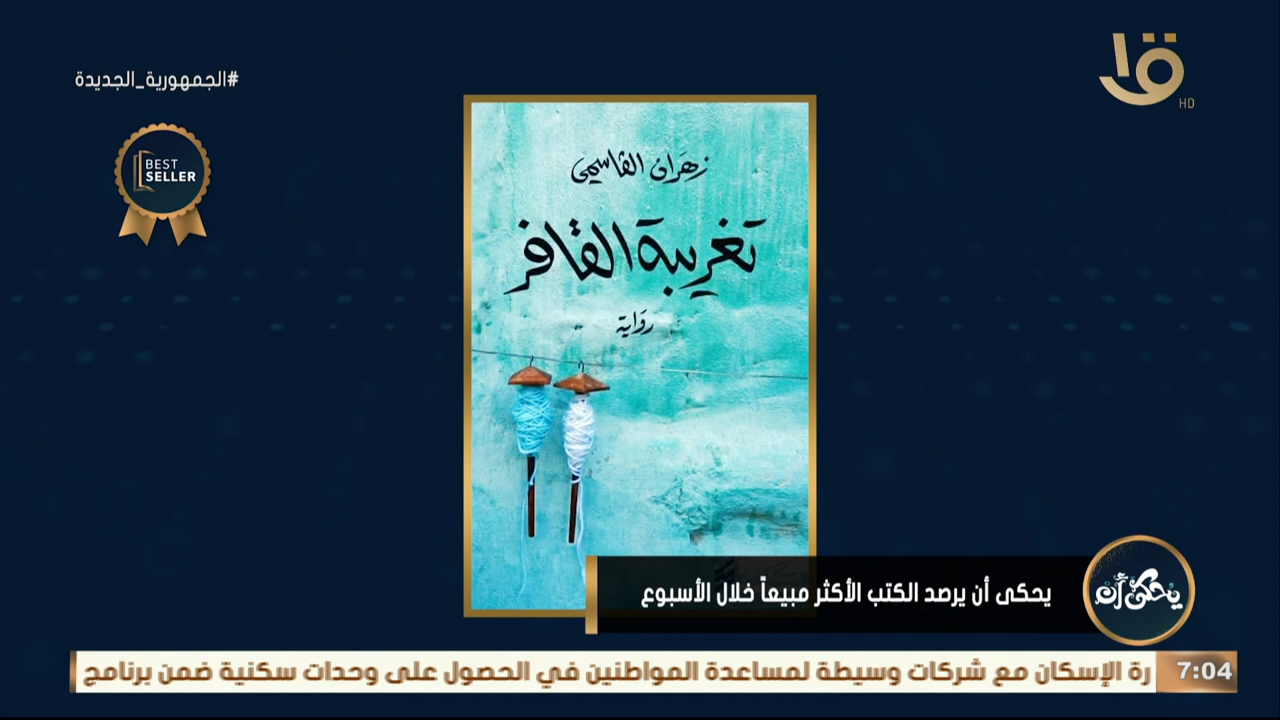 #الجمهورية_الجديدة
HD
BEST
SELLER
زهران القاسمي
تغريبة القافر
رواية
يحكى أن يرصد الكتب الأكثر مبيعاً خلال الأسبوع
يحكى أن
7:04
رة الإسكان مع شركات وسيطة لمساعدة المواطنين في الحصول على وحدات سكنية ضمن برنامج